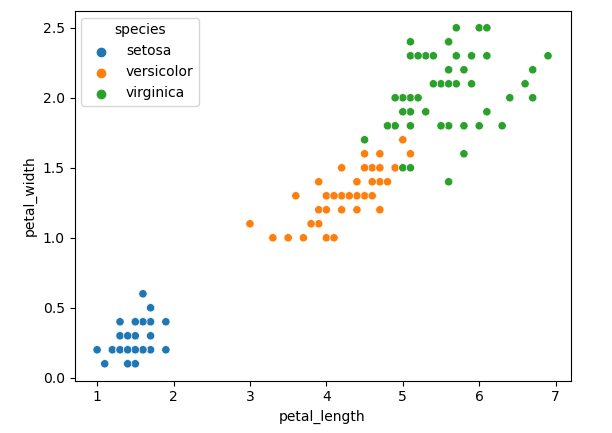 species
setosa
versicolor
virginica
2.5
2.0
1.5
1.0
0.5
0.0
petal_width
1 2 3 4 5 6 7
petal_length